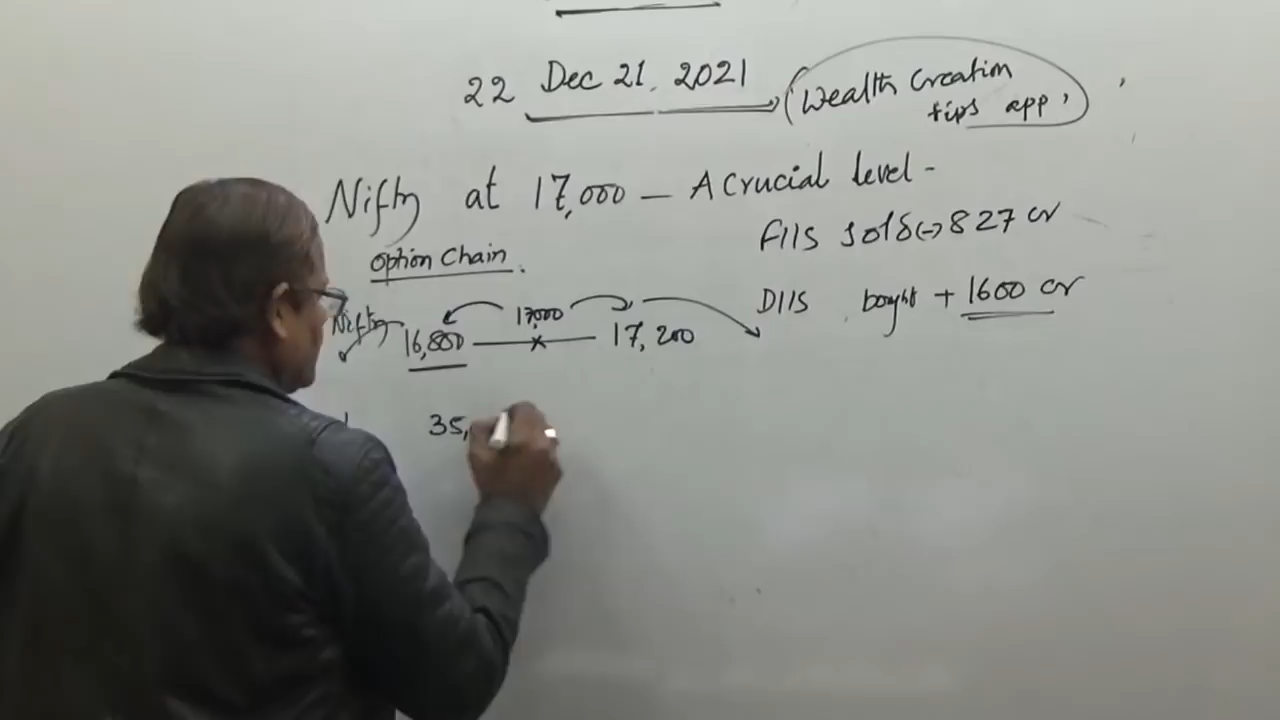 22 Dec 21, 2021 (Wealth Creation
tips app,
Nifty at 17,000 — A Crucial level -
FIIS sold (-) 827 cr
Option Chain.
DIIS bought + 1600 cr
17,000
Nifty 16,800 17,200
35,